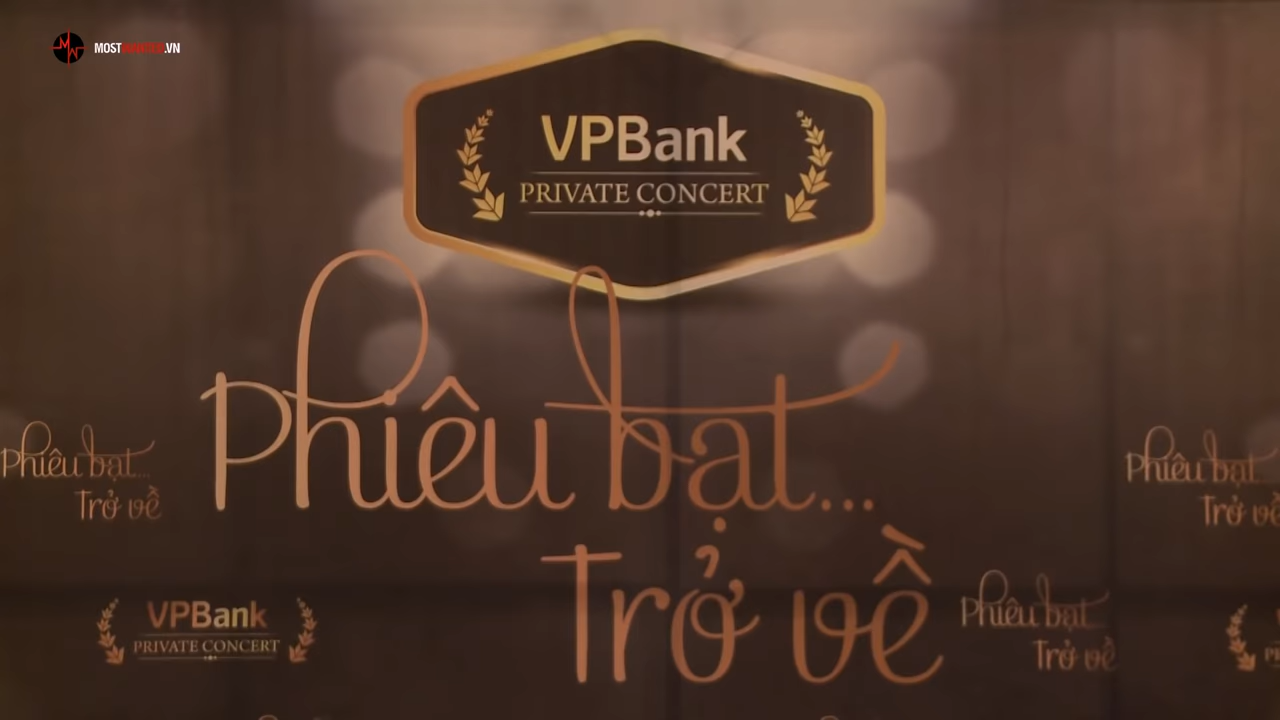 MOSTWANTED.VN
VPBank
PRIVATE CONCERT
Phiêu bạt...
Trở về
Phiêu bạt...
Trở về
Phiêu bạt
Trở về
VPBank
PRIVATE CONCERT
Phiêu bạt
Trở về